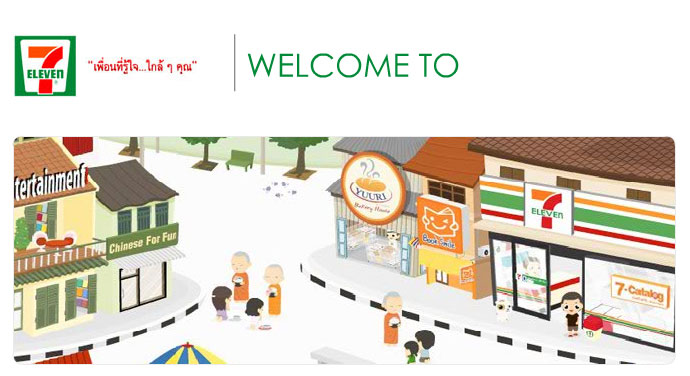 7
ELEVEN
"เพื่อนที่รู้ใจ...ใกล้ ๆ คุณ"
WELCOME TO
tertainment
Chinese For Fun
YUURI
Bakery House
Book Smile
7
ELEVEN
7-Catalog